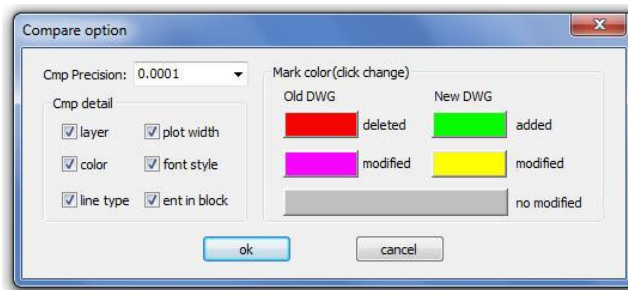 Compare option
Cmp Precision: 0.0001
Cmp detail
layer plot width
color font style
line type ent in block
Mark color(click change)
Old DWG New DWG
deleted added
modified modified
no modified
ok cancel